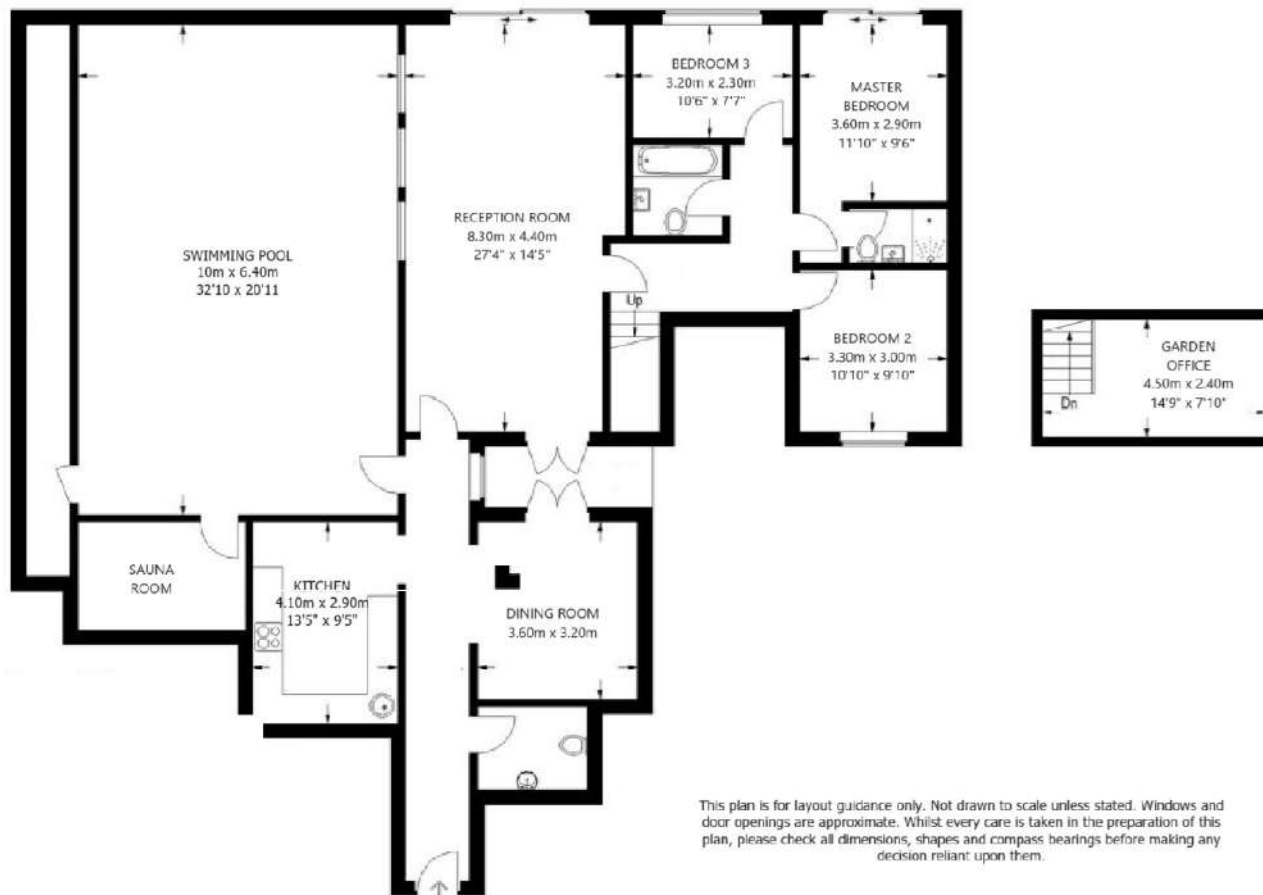 SWIMMING POOL
10m x 6.40m
32'10 x 20'11
RECEPTION ROOM
8.30m x 4.40m
27'4" x 14'5"
BEDROOM 3
3.20m x 2.30m
10'6" x 7'7"
MASTER
BEDROOM
3.60m x 2.90m
11'10" x 9'6"
Up
BEDROOM 2
3.30m x 3.00m
10'10" x 9'10"
GARDEN
OFFICE
4.50m x 2.40m
14'9" x 7'10"
Dn
SAUNA
ROOM
KITCHEN
4.10m x 2.90m
13'5" x 9'5"
DINING ROOM
3.60m x 3.20m
This plan is for layout guidance only. Not drawn to scale unless stated. Windows and
door openings are approximate. Whilst every care is taken in the preparation of this
plan, please check all dimensions, shapes and compass bearings before making any
decision reliant upon them.